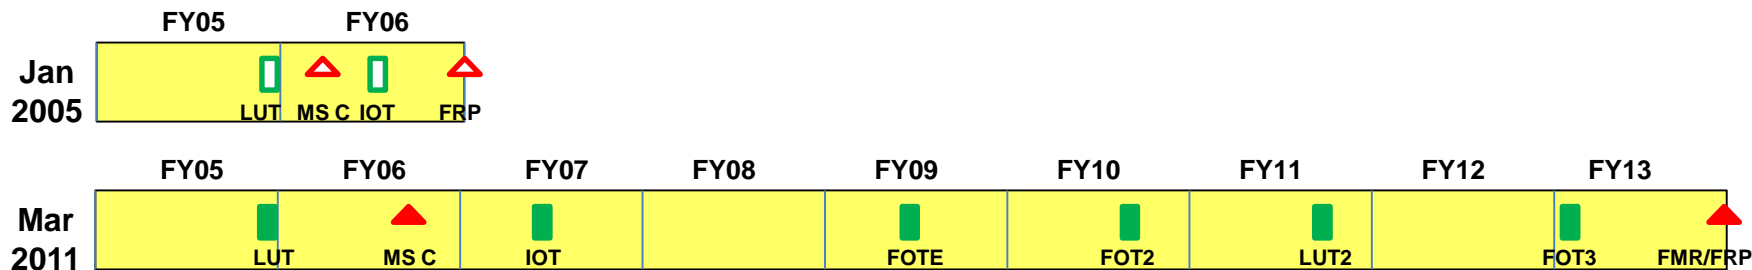 FY05 FY06
Jan
2005
LUT MS C IOT FRP
FY05 FY06 FY07 FY08 FY09 FY10 FY11 FY12 FY13
Mar
2011
LUT MS C IOT FOTE FOT2 LUT2 FOT3 FMR/FRP